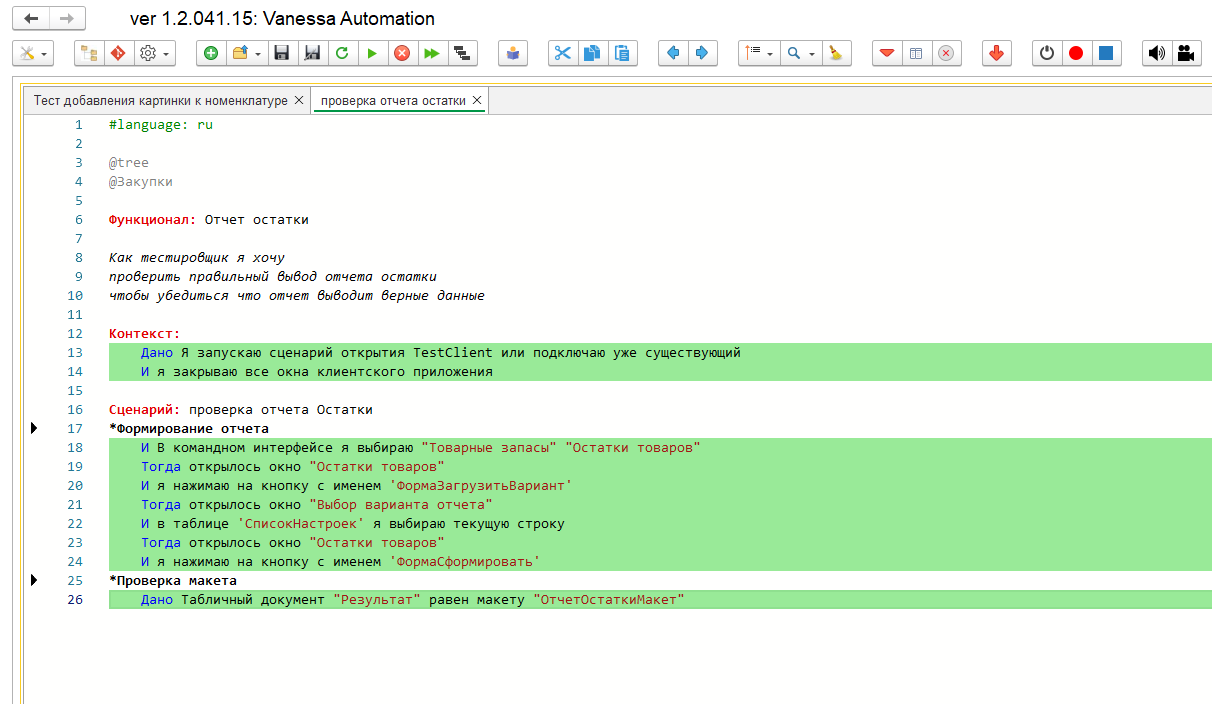 ver 1.2.041.15: Vanessa Automation
Тест добавления картинки к номенклатуре
проверка отчета остатки
1 #language: ru
2
3 @tree
4 @Закупки
5
6 Функционал: Отчет остатки
7
8 Как тестировщик я хочу
9 проверить правильный вывод отчета остатки
10 чтобы убедиться что отчет выводит верные данные
11
12 Контекст:
13 Дано Я запускаю сценарий открытия TestClient или подключаю уже существующий
14 И я закрываю все окна клиентского приложения
15
16 Сценарий: проверка отчета Остатки
17 *Формирование отчета
18 И В командном интерфейсе я выбираю "Товарные запасы" "Остатки товаров"
19 Тогда открылось окно "Остатки товаров"
20 И я нажимаю на кнопку с именем 'ФормаЗагрузитьВариант'
21 Тогда открылось окно "Выбор варианта отчета"
22 И в таблице 'СписокНастроек' я выбираю текущую строку
23 Тогда открылось окно "Остатки товаров"
24 И я нажимаю на кнопку с именем 'ФормаСформировать'
25 *Проверка макета
26 Дано Табличный документ "Результат" равен макету "ОтчетОстаткиМакет"